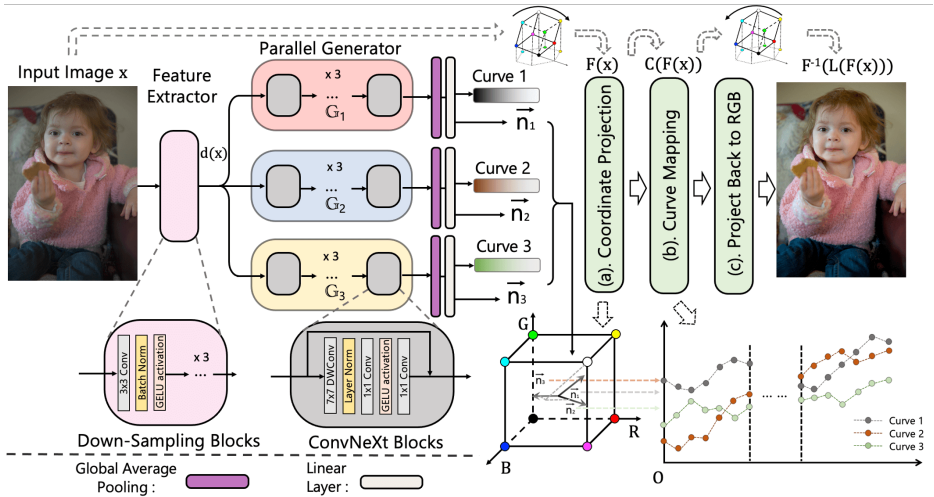 Input Image x
Feature
Extractor
d(x)
Parallel Generator
x 3
...
G₁
x 3
...
G₂
x 3
...
G₃
Curve 1
n₁
Curve 2
n₂
Curve 3
n₃
F(x)
C(F(x))
F⁻¹(L(F(x)))
(a). Coordinate Projection
(b). Curve Mapping
(c). Project Back to RGB
3x3 Conv
Batch Norm
GELU activation
x 3
...
Down-Sampling Blocks
7x7 DWConv
Layer Norm
1x1 Conv
GELU activation
1x1 Conv
ConvNeXt Blocks
G
R
B
n₃
n₁
n₂
... ...
Curve 1
Curve 2
Curve 3
O
Global Average
Pooling :
Linear
Layer :